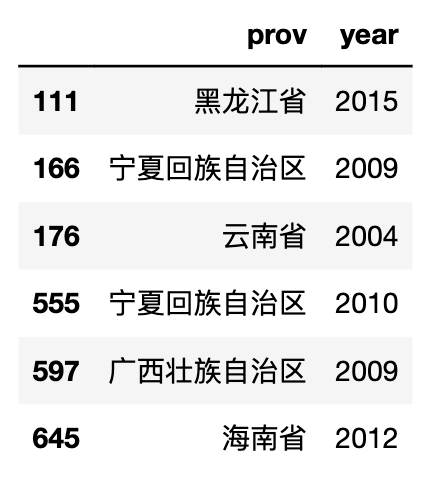 prov year
111 黑龙江省 2015
166 宁夏回族自治区 2009
176 云南省 2004
555 宁夏回族自治区 2010
597 广西壮族自治区 2009
645 海南省 2012